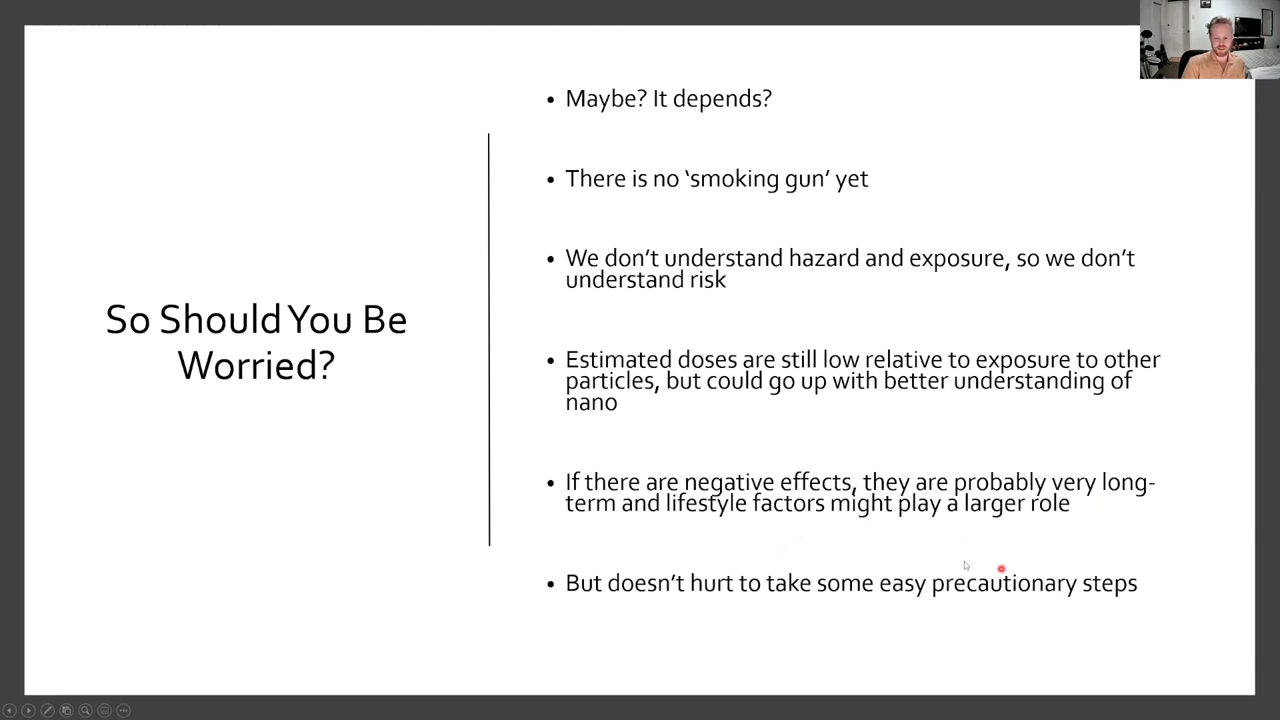 So Should You Be
Worried?
• Maybe? It depends?
• There is no ‘smoking gun’ yet
• We don’t understand hazard and exposure, so we don’t
understand risk
• Estimated doses are still low relative to exposure to other
particles, but could go up with better understanding of
nano
• If there are negative effects, they are probably very long-
term and lifestyle factors might play a larger role
• But doesn’t hurt to take some easy precautionary steps